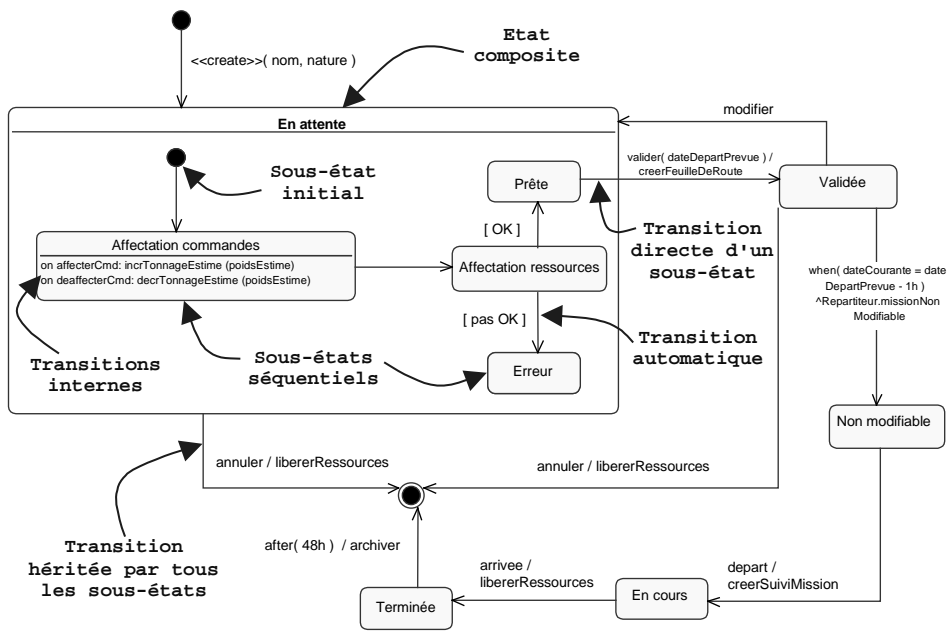 Etat
composite
<<create>>( nom, nature )
En attente
modifier
valider( dateDepartPrevue ) /
creerFeuilleDeRoute
Validée
Sous-état
initial
Prête
[ OK ]
Transition
directe d'un
sous-état
Affectation commandes
on affecterCmd: incrTonnageEstime (poidsEstime)
on deaffecterCmd: decrTonnageEstime (poidsEstime)
Affectation ressources
when( dateCourante = date
DepartPrevue - 1h )
^Repartiteur.missionNon
Modifiable
[ pas OK ]
Transition
automatique
Transitions
internes
Sous-états
séquentiels
Erreur
Non modifiable
annuler / libererRessources
annuler / libererRessources
Transition
héritée par tous
les sous-états
after( 48h ) / archiver
arrivee /
libererRessources
depart /
creerSuiviMission
Terminée
En cours